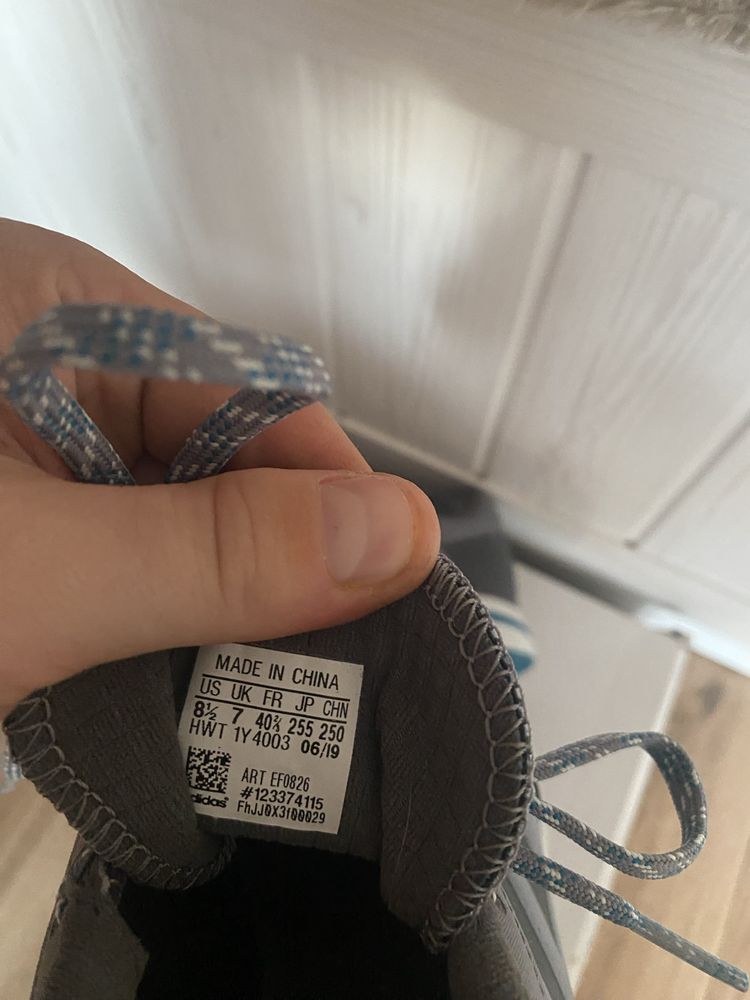 MADE IN CHINA
US UK FR JP CHN
8½ 7 40⅔ 255 250
HWT 1Y4003 06/19
ART EF0826
#123374115
adidas FhJJ0X3f00029